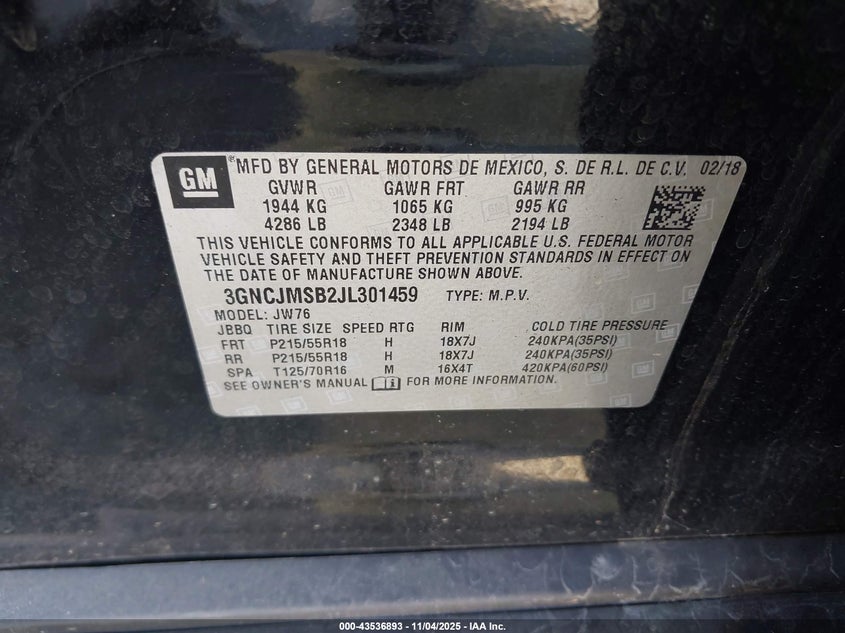 GM® MFD BY GENERAL MOTORS DE MEXICO, S. DE R.L. DE C.V. 02/18
GVWR GAWR FRT GAWR RR
1944 KG 1065 KG 995 KG
4286 LB 2348 LB 2194 LB
THIS VEHICLE CONFORMS TO ALL APPLICABLE U.S. FEDERAL MOTOR
VEHICLE SAFETY AND THEFT PREVENTION STANDARDS IN EFFECT ON
THE DATE OF MANUFACTURE SHOWN ABOVE.
3GNCJMSB2JL301459 TYPE: M.P.V.
MODEL: JW76
JBBQ TIRE SIZE SPEED RTG RIM COLD TIRE PRESSURE
FRT P215/55R18 H 18X7J 240KPA(35PSI)
RR P215/55R18 H 18X7J 240KPA(35PSI)
SPA T125/70R16 M 16X4T 420KPA(60PSI)
SEE OWNER'S MANUAL FOR MORE INFORMATION.
000-43536893 - 11/04/2025 - IAA Inc.